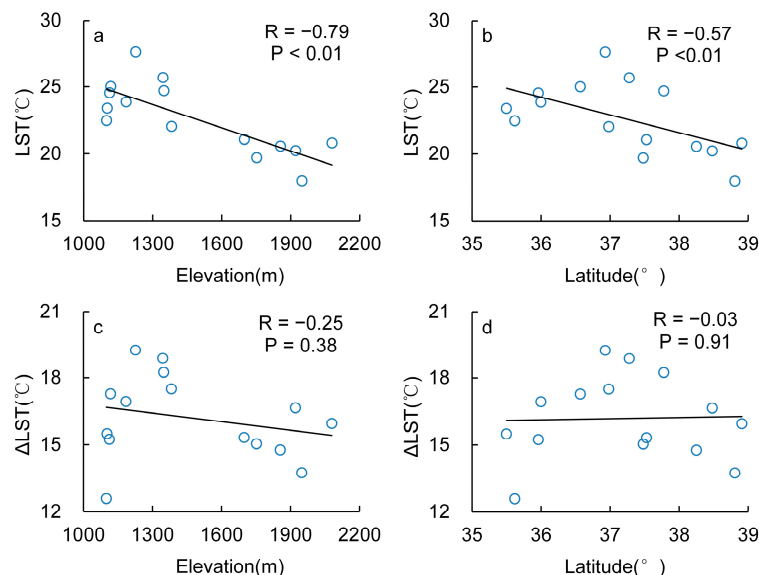 a
R = −0.79
P < 0.01
LST(℃)
30
25
20
15
1000 1300 1600 1900 2200
Elevation(m)
b
R = −0.57
P <0.01
LST(℃)
30
25
20
15
35 36 37 38 39
Latitude(° )
c
R = −0.25
P = 0.38
ΔLST(℃)
21
18
15
12
1000 1300 1600 1900 2200
Elevation(m)
d
R = −0.03
P = 0.91
ΔLST(℃)
21
18
15
12
35 36 37 38 39
Latitude(° )